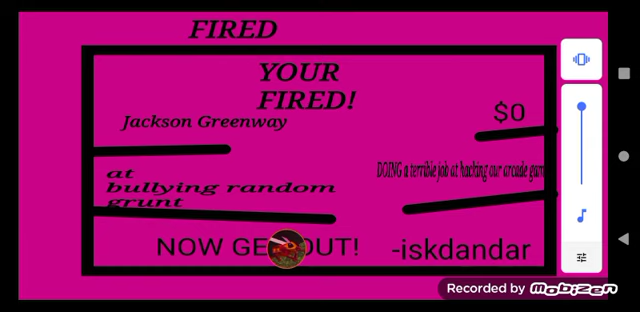 FIRED
YOUR
FIRED!
Jackson Greenway
$0
at
bullying random
grunt
DOING a terrible job at hacking our arcade gam
NOW GE OUT!
-iskdandar
Recorded by Mobizen